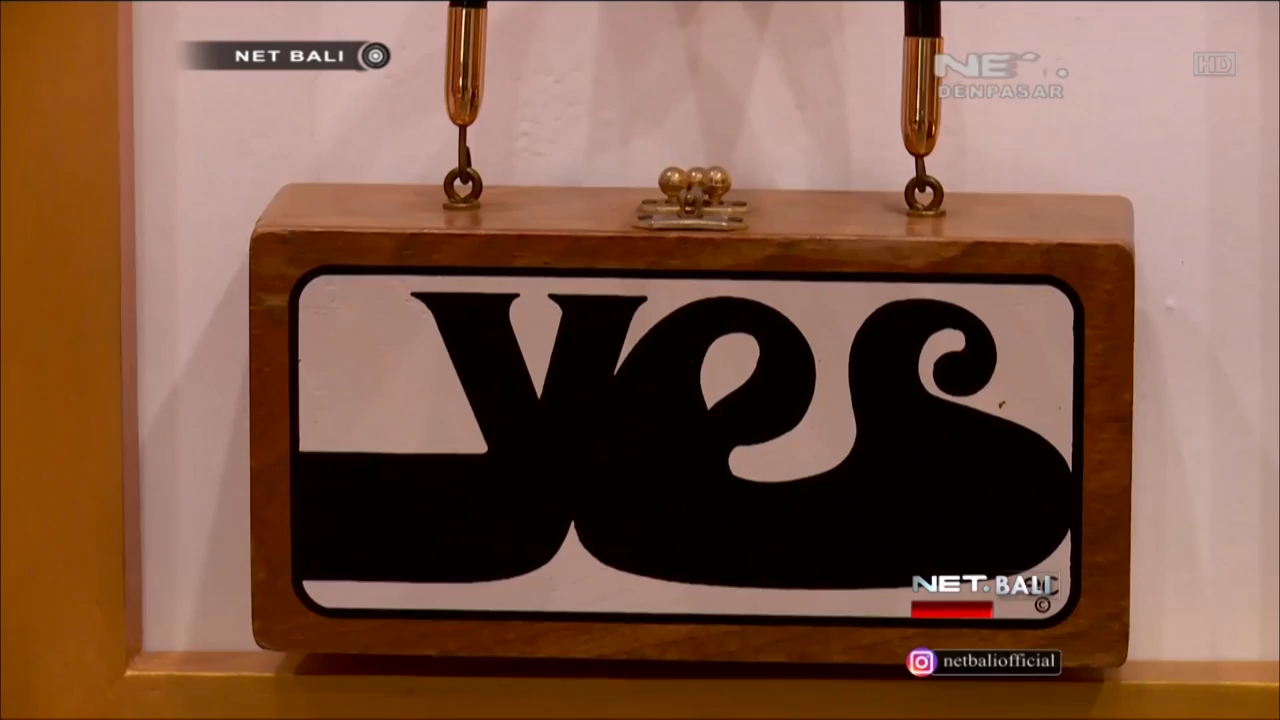 NET BALI
NET.
DENPASAR
HD
yes
NET. BALI
©
netbaliofficial